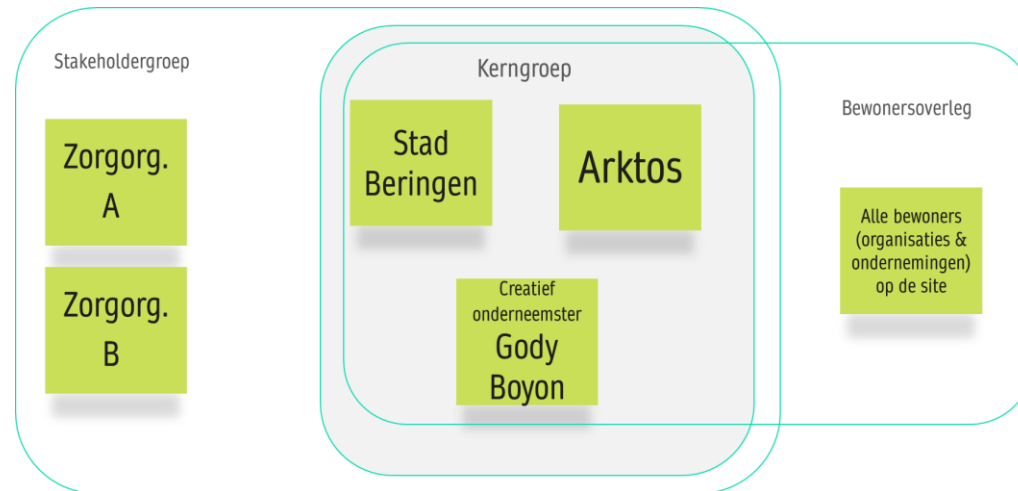 Stakeholdergroep
Zorgorg.
A
Zorgorg.
B
Kerngroep
Stad
Beringen
Arktos
Creatief
onderneemster
Gody
Boyon
Bewonersoverleg
Alle bewoners
(organisaties &
ondernemingen)
op de site